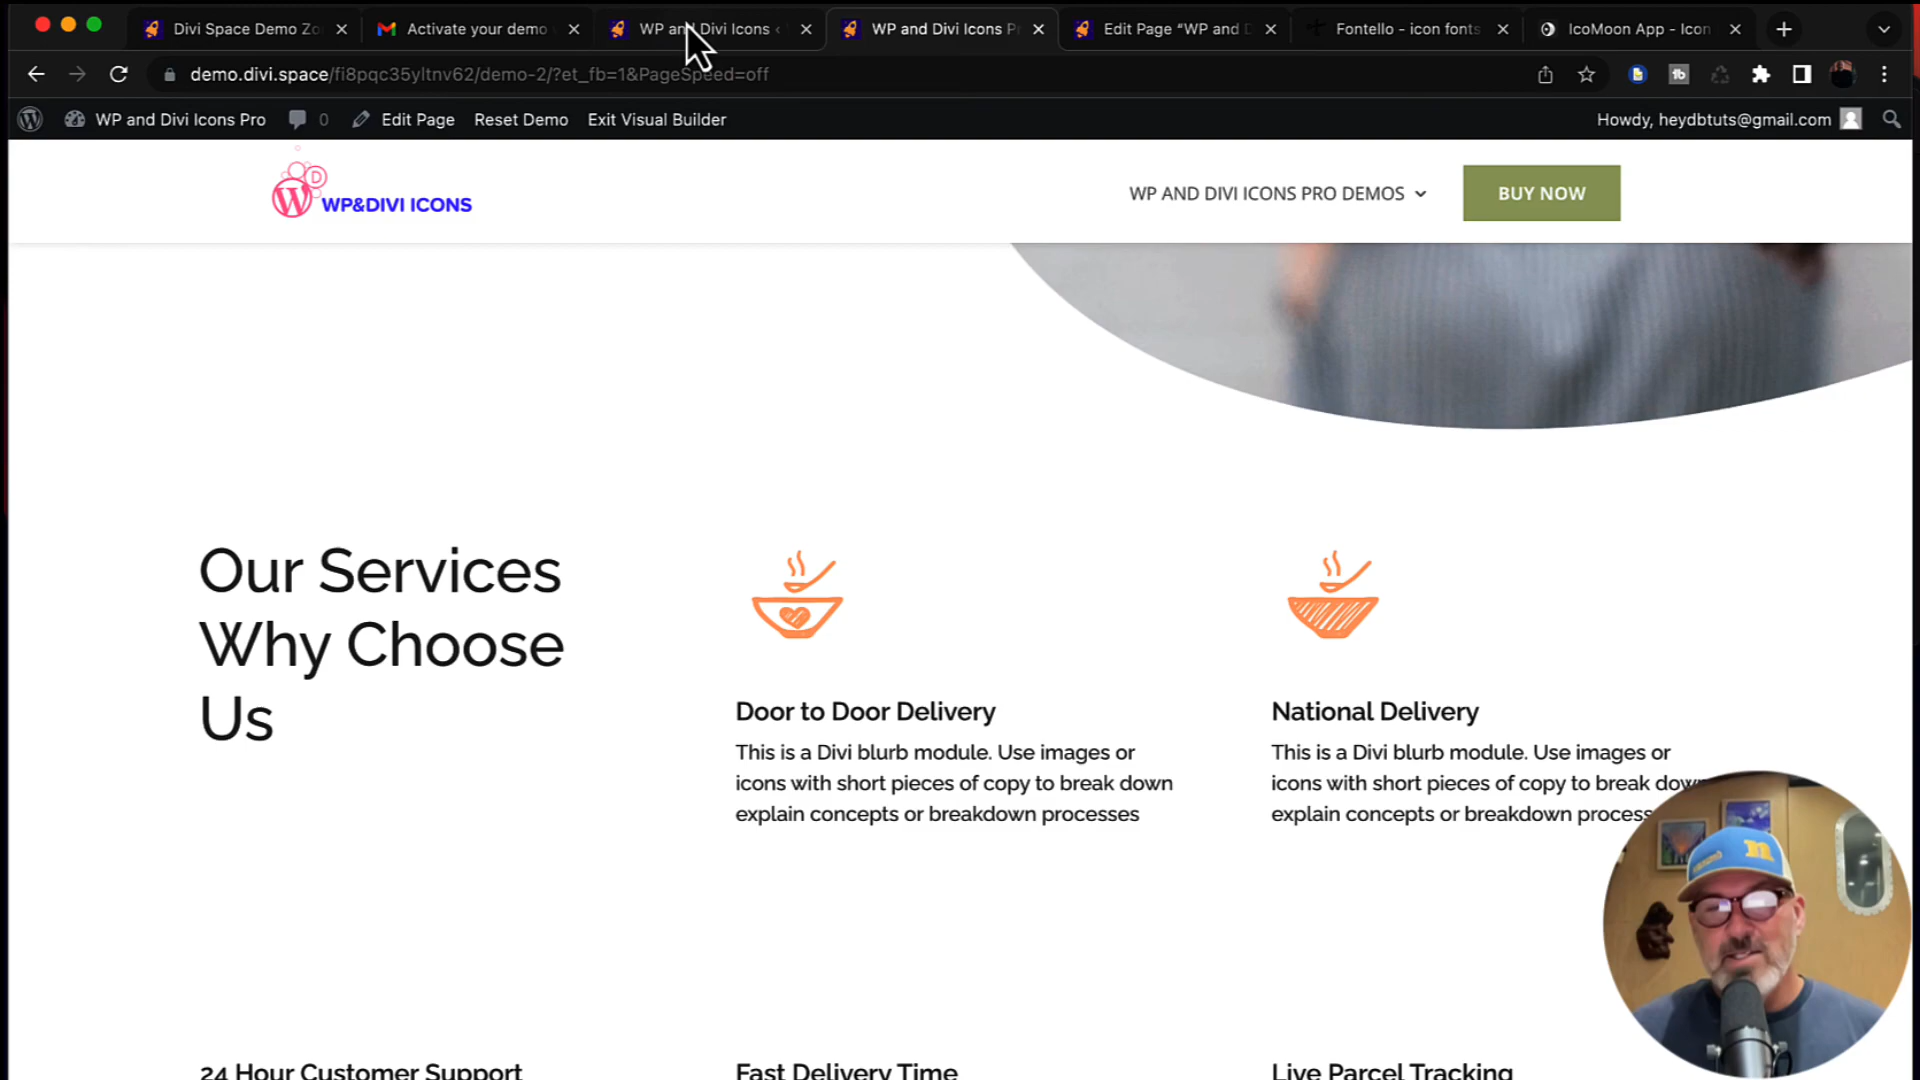 Divi Space Demo Zo
Activate your demo
WP and Divi Icons ‹
WP and Divi Icons P
Edit Page “WP and D
Fontello - icon fonts
IcoMoon App - Icon
demo.divi.space/fi8pqc35yltnv62/demo-2/?et_fb=1&PageSpeed=off
WP and Divi Icons Pro
0
Edit Page
Reset Demo
Exit Visual Builder
Howdy, heydbtuts@gmail.com
WP&DIVI ICONS
WP AND DIVI ICONS PRO DEMOS
BUY NOW
Our Services
Why Choose
Us
Door to Door Delivery
This is a Divi blurb module. Use images or
icons with short pieces of copy to break down
explain concepts or breakdown processes
National Delivery
This is a Divi blurb module. Use images or
icons with short pieces of copy to break down
explain concepts or breakdown process
24 Hour Customer Support
Fast Delivery Time
Live Parcel Tracking